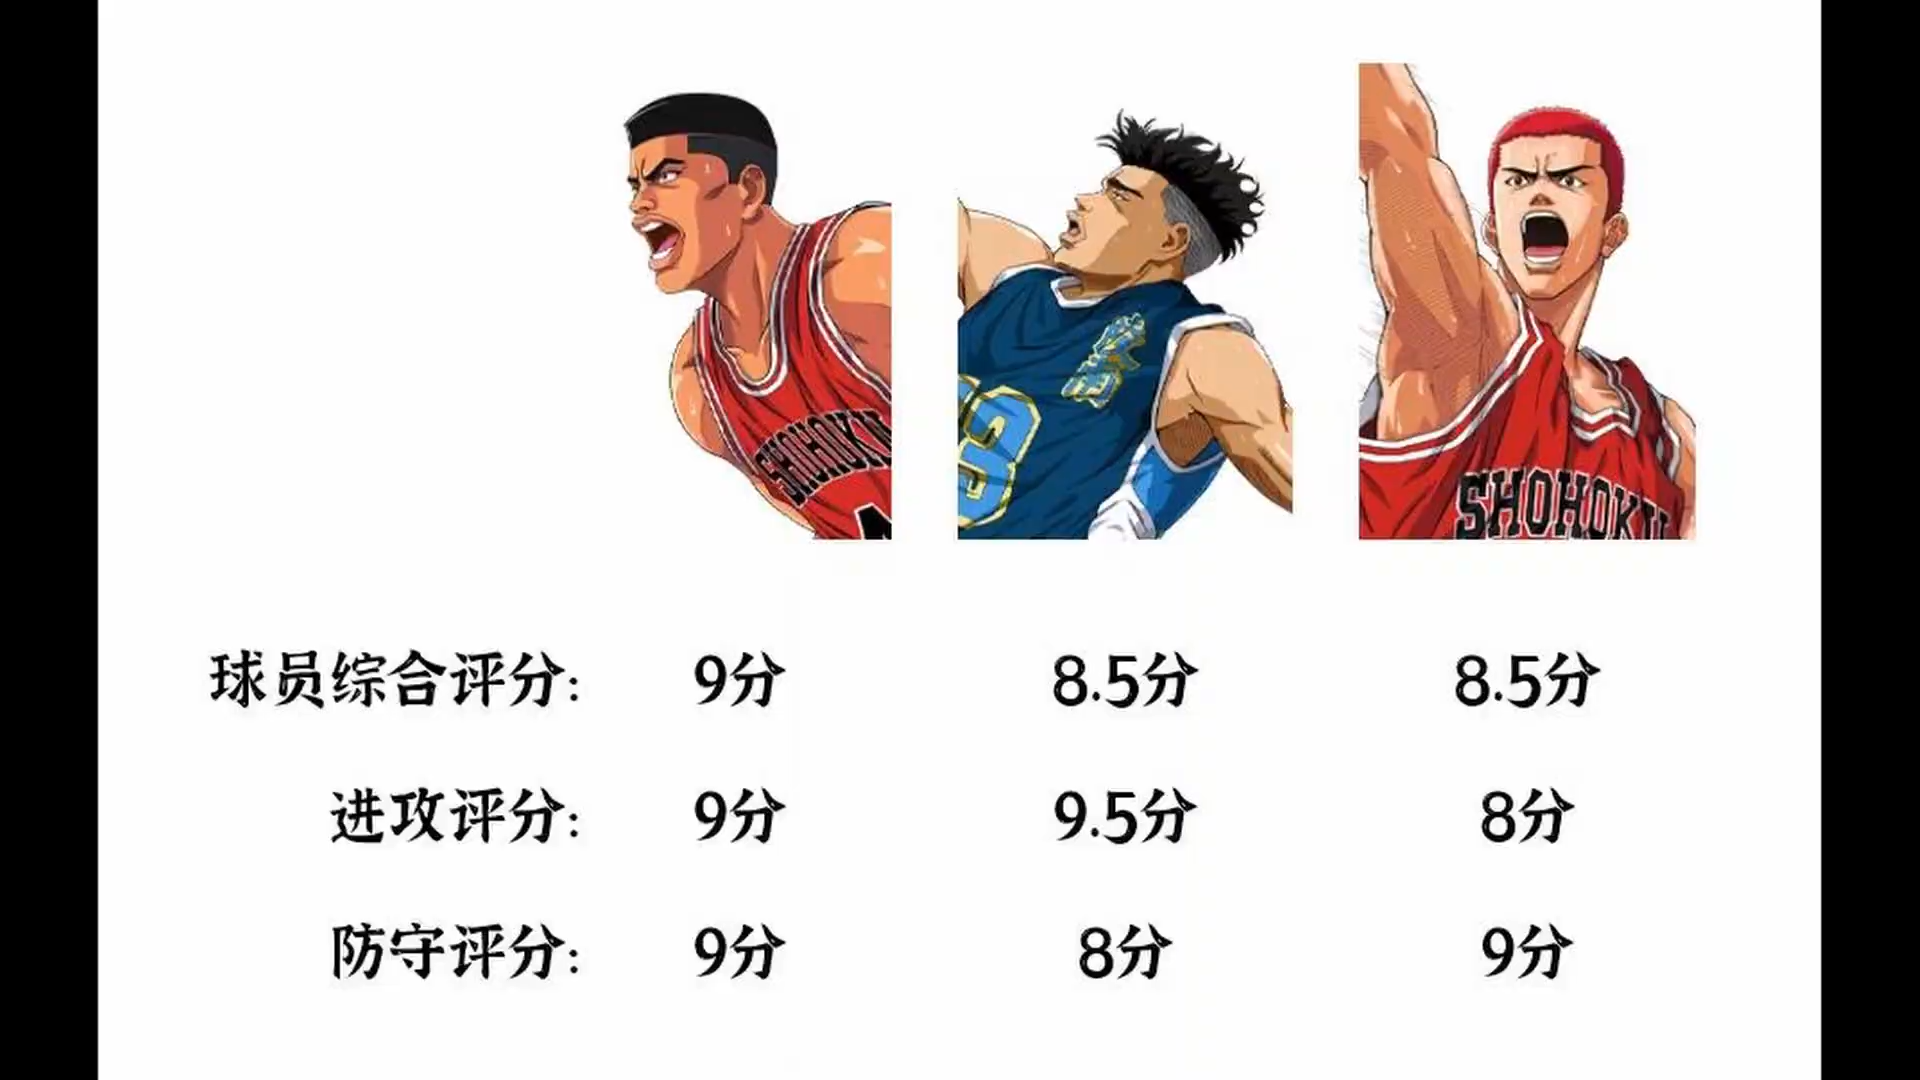 SHOHOKU
SHOHOKU
球员综合评分: 9分 8.5分 8.5分
进攻评分: 9分 9.5分 8分
防守评分: 9分 8分 9分